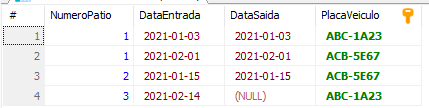 # NumeroPatio DataEntrada DataSaida PlacaVeiculo
1 1 2021-01-03 2021-01-03 ABC-1A23
2 1 2021-02-01 2021-02-01 ACB-5E67
3 2 2021-01-15 2021-01-15 ACB-5E67
4 3 2021-02-14 (NULL) ABC-1A23